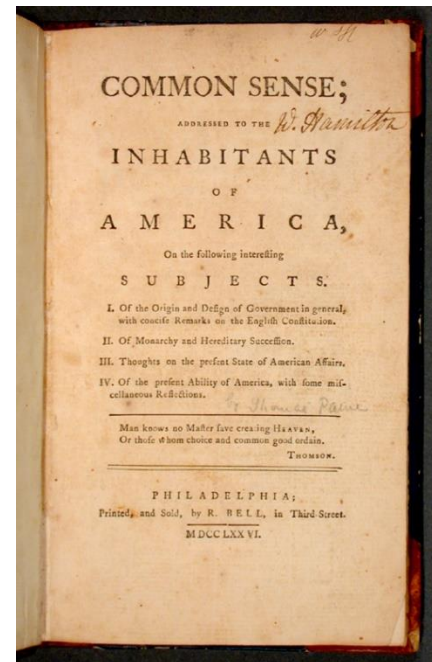 W H
COMMON SENSE;
ADDRESSED TO THE W. Hamilton
INHABITANTS
OF
AMERICA,
On the following intereſting
SUBJECTS.
I. Of the Origin and Deſign of Government in general,
with conciſe Remarks on the Engliſh Conſtitution.
II. Of Monarchy and Hereditary Succeſſion.
III. Thoughts on the preſent State of American Affairs.
IV. Of the preſent Ability of America, with ſome miſ-
cellaneous Reflections.
by Thomas Paine
Man knows no Maſter ſave creating HEAVEN,
Or thoſe whom choice and common good ordain.
THOMSON.
PHILADELPHIA;
Printed, and Sold, by R. BELL, in Third-Street.
MDCCLXXVI.